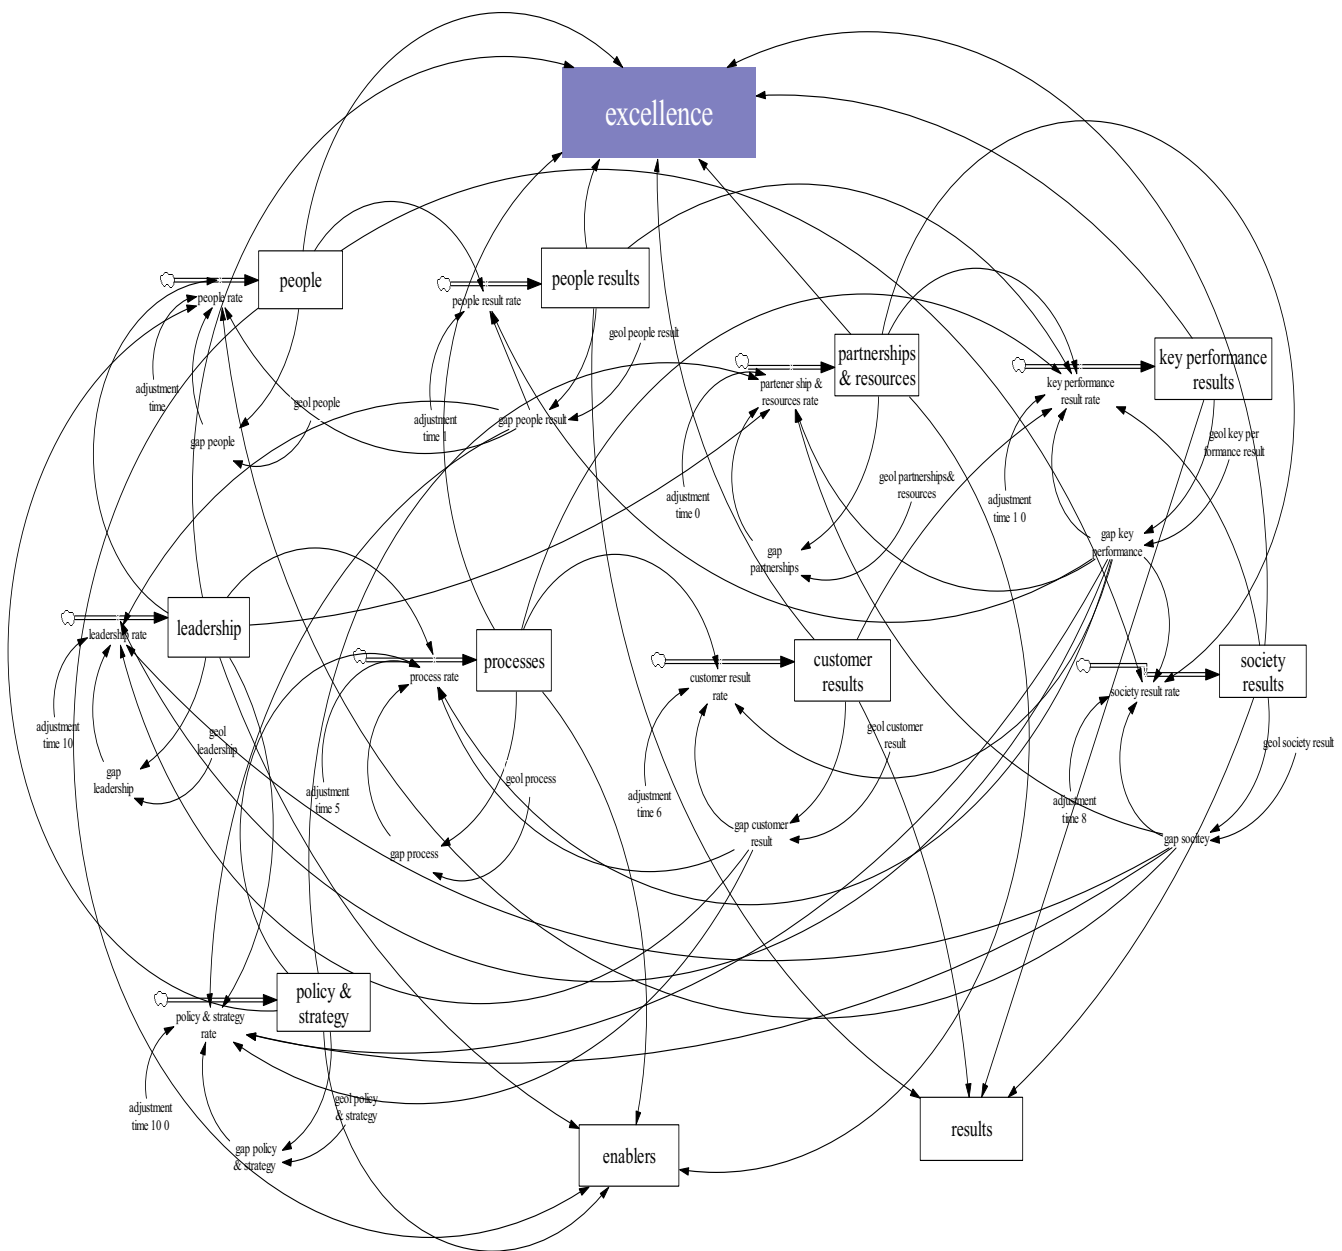 excellence
people
people results
people rate
people result rate
geol people result
partnerships
& resources
key performance
results
partener ship &
resources rate
key performance
result rate
adjustment
time
geol people
adjustment
time 1
gap people result
gap people
geol key per
formance result
geol partnerships&
resources
adjustment
time 0
adjustment
time 1 0
gap key
performance
gap
partnerships
leadership
leadership rate
processes
process rate
customer
results
customer result
rate
society
results
society result rate
adjustment
time 10
geol
leadership
gap
leadership
geol customer
result
geol society result
geol process
adjustment
time 5
adjustment
time 6
adjustment
time 8
gap customer
result
gap socitey
gap process
policy &
strategy
policy & strategy
rate
adjustment
time 10 0
geol policy
& strategy
gap policy
& strategy
results
enablers